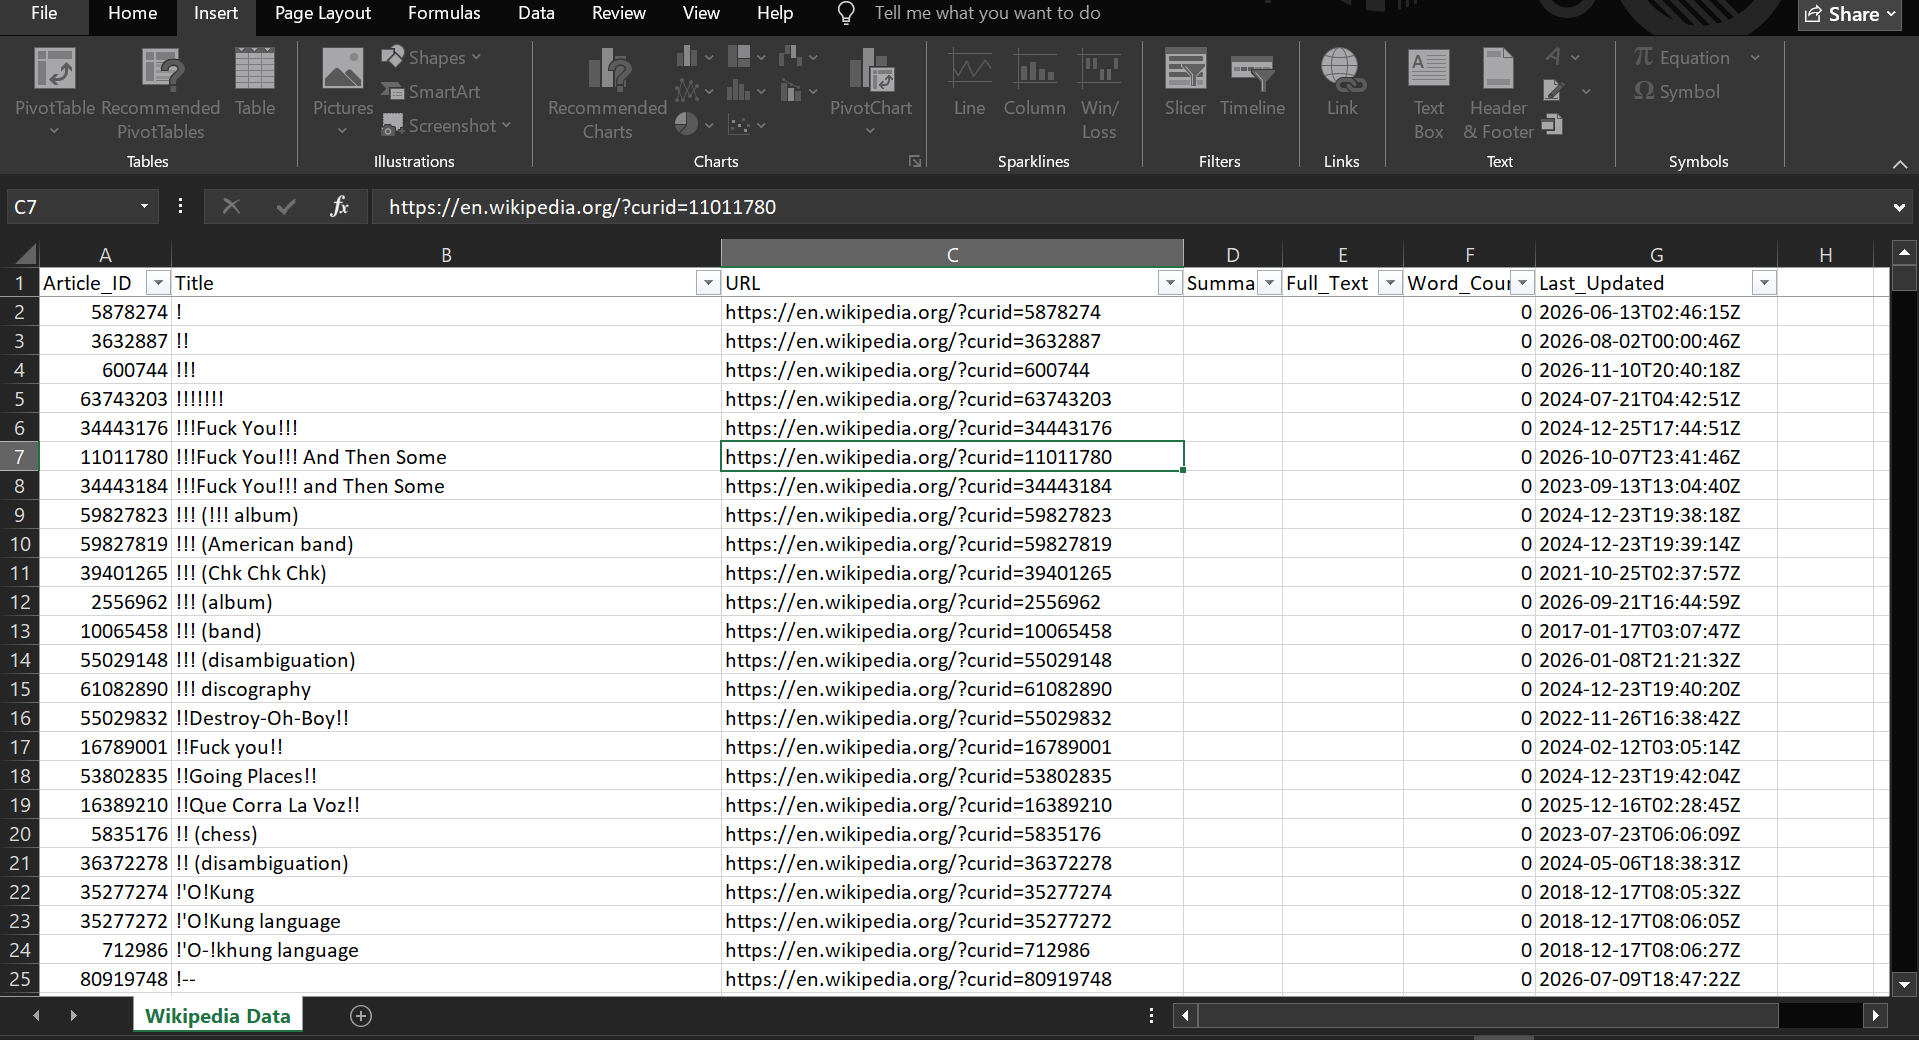 File Home Insert Page Layout Formulas Data Review View Help Tell me what you want to do Share
PivotTable Recommended PivotTables Table Pictures Shapes SmartArt Screenshot Recommended Charts PivotChart Line Column Win/Loss Slicer Timeline Link Text Box Header & Footer Equation Symbol
Tables Illustrations Charts Sparklines Filters Links Text Symbols
C7 fx https://en.wikipedia.org/?curid=11011780
A B C D E F G H
1 Article_ID Title URL Summa Full_Text Word_Cour Last_Updated
2 5878274 ! https://en.wikipedia.org/?curid=5878274 0 2026-06-13T02:46:15Z
3 3632887 !! https://en.wikipedia.org/?curid=3632887 0 2026-08-02T00:00:46Z
4 600744 !!! https://en.wikipedia.org/?curid=600744 0 2026-11-10T20:40:18Z
5 63743203 !!!!!!! https://en.wikipedia.org/?curid=63743203 0 2024-07-21T04:42:51Z
6 34443176 !!!Fuck You!!! https://en.wikipedia.org/?curid=34443176 0 2024-12-25T17:44:51Z
7 11011780 !!!Fuck You!!! And Then Some https://en.wikipedia.org/?curid=11011780 0 2026-10-07T23:41:46Z
8 34443184 !!!Fuck You!!! and Then Some https://en.wikipedia.org/?curid=34443184 0 2023-09-13T13:04:40Z
9 59827823 !!! (!!! album) https://en.wikipedia.org/?curid=59827823 0 2024-12-23T19:38:18Z
10 59827819 !!! (American band) https://en.wikipedia.org/?curid=59827819 0 2024-12-23T19:39:14Z
11 39401265 !!! (Chk Chk Chk) https://en.wikipedia.org/?curid=39401265 0 2021-10-25T02:37:57Z
12 2556962 !!! (album) https://en.wikipedia.org/?curid=2556962 0 2026-09-21T16:44:59Z
13 10065458 !!! (band) https://en.wikipedia.org/?curid=10065458 0 2017-01-17T03:07:47Z
14 55029148 !!! (disambiguation) https://en.wikipedia.org/?curid=55029148 0 2026-01-08T21:21:32Z
15 61082890 !!! discography https://en.wikipedia.org/?curid=61082890 0 2024-12-23T19:40:20Z
16 55029832 !!Destroy-Oh-Boy!! https://en.wikipedia.org/?curid=55029832 0 2022-11-26T16:38:42Z
17 16789001 !!Fuck you!! https://en.wikipedia.org/?curid=16789001 0 2024-02-12T03:05:14Z
18 53802835 !!Going Places!! https://en.wikipedia.org/?curid=53802835 0 2024-12-23T19:42:04Z
19 16389210 !!Que Corra La Voz!! https://en.wikipedia.org/?curid=16389210 0 2025-12-16T02:28:45Z
20 5835176 !! (chess) https://en.wikipedia.org/?curid=5835176 0 2023-07-23T06:06:09Z
21 36372278 !! (disambiguation) https://en.wikipedia.org/?curid=36372278 0 2024-05-06T18:38:31Z
22 35277274 !'O!Kung https://en.wikipedia.org/?curid=35277274 0 2018-12-17T08:05:32Z
23 35277272 !'O!Kung language https://en.wikipedia.org/?curid=35277272 0 2018-12-17T08:06:05Z
24 712986 !'O-!khung language https://en.wikipedia.org/?curid=712986 0 2018-12-17T08:06:27Z
25 80919748 !-- https://en.wikipedia.org/?curid=80919748 0 2026-07-09T18:47:22Z
Wikipedia Data